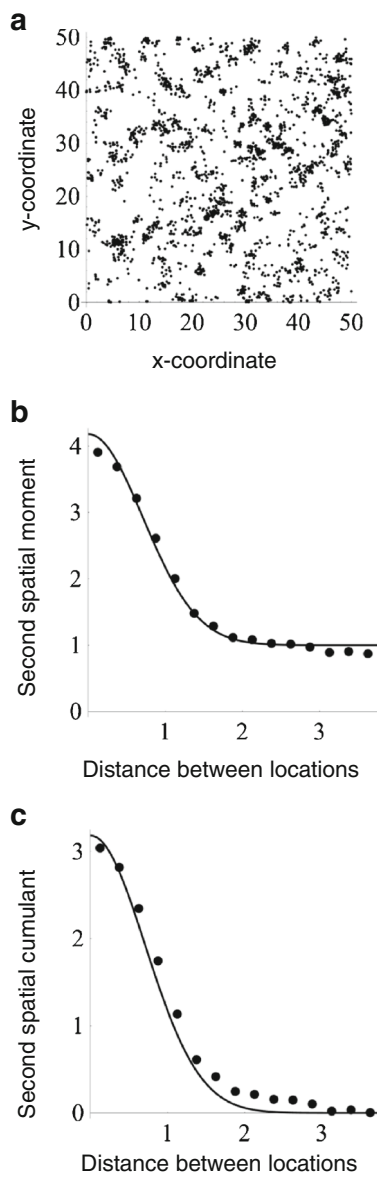 a
50
40
30
20
10
0
y-coordinate
0 10 20 30 40 50
x-coordinate
b
4
3
2
1
0
Second spatial moment
1 2 3
Distance between locations
c
3
2
1
0
Second spatial cumulant
1 2 3
Distance between locations